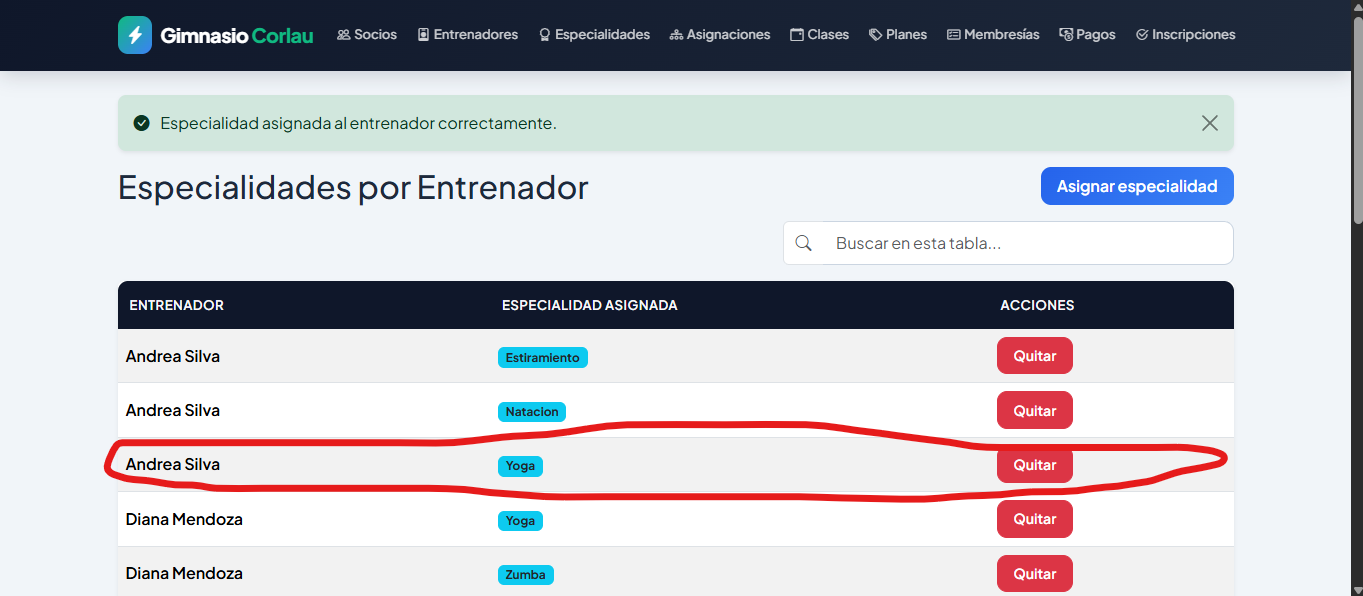 Gimnasio Corlau Socios Entrenadores Especialidades Asignaciones Clases Planes Membresías Pagos Inscripciones
Especialidad asignada al entrenador correctamente.
Especialidades por Entrenador Asignar especialidad
Buscar en esta tabla...
ENTRENADOR ESPECIALIDAD ASIGNADA ACCIONES
Andrea Silva Estiramiento Quitar
Andrea Silva Natacion Quitar
Andrea Silva Yoga Quitar
Diana Mendoza Yoga Quitar
Diana Mendoza Zumba Quitar